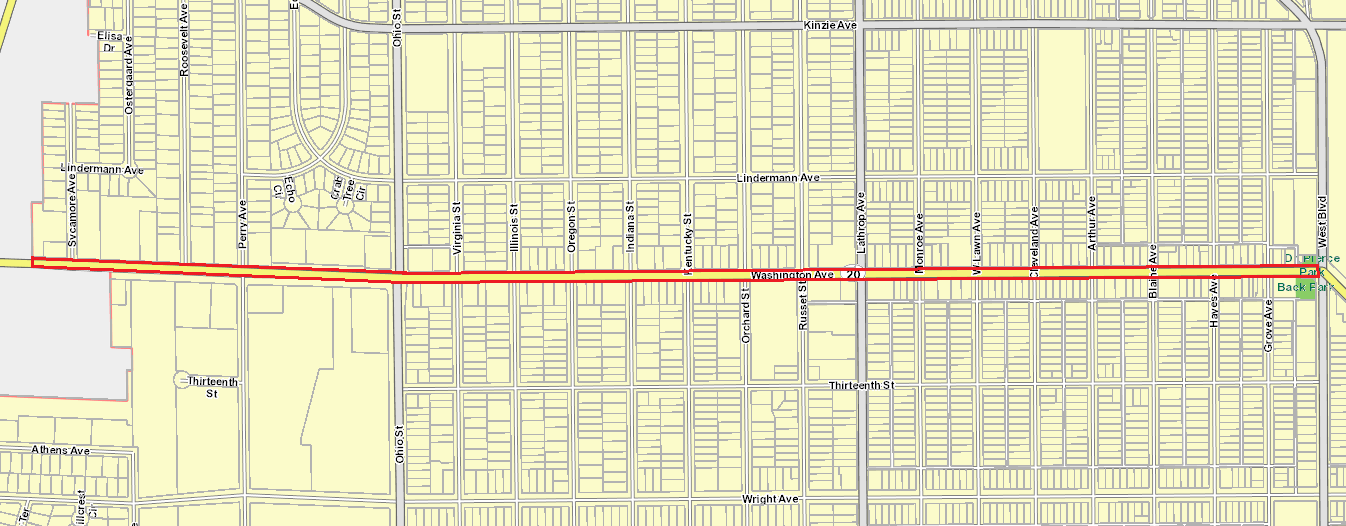 Kinzie Ave
Ohio St
Elisa
Dr
Ostergaard Ave
Roosevelt Ave
Lindermann Ave
Lindermann Ave
Sycamore Ave
Perry Ave
Echo
Cir
Crab
Tree
Cir
Virginia St
Illinois St
Oregon St
Indiana St
Kentucky St
Lathrop Ave
Monroe Ave
W Lawn Ave
Cleveland Ave
Arthur Ave
Blaine Ave
Hayes Ave
Grove Ave
West Blvd
Washington Ave
20
Park
Back Park
Orchard St
Russet St
Thirteenth
St
Thirteenth St
Ohio St
Athens Ave
Wright Ave